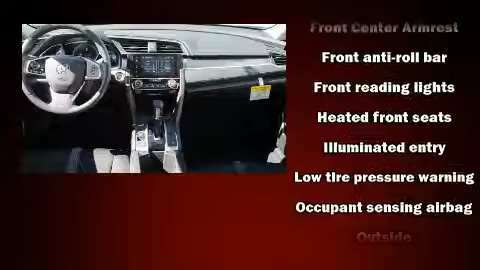 Front Center Armrest
Front anti-roll bar
Front reading lights
Heated front seats
Illuminated entry
Low tire pressure warning
Occupant sensing airbag
Outside